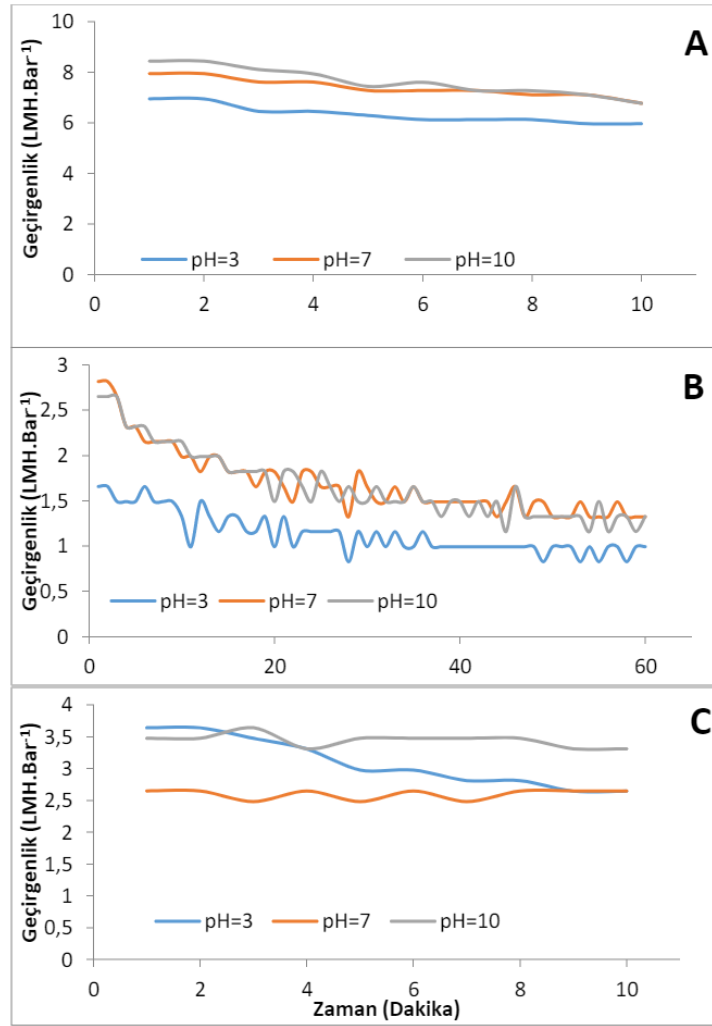 A
Geçirgenlik (LMH.Bar-1)
10
8
6
4
2
0
pH=3 pH=7 pH=10
0 2 4 6 8 10
B
Geçirgenlik (LMH.Bar-1)
3
2,5
2
1,5
1
0,5
0
pH=3 pH=7 pH=10
0 20 40 60
C
Geçirgenlik (LMH.Bar-1)
4
3,5
3
2,5
2
1,5
1
0,5
0
pH=3 pH=7 pH=10
0 2 4 6 8 10
Zaman (Dakika)